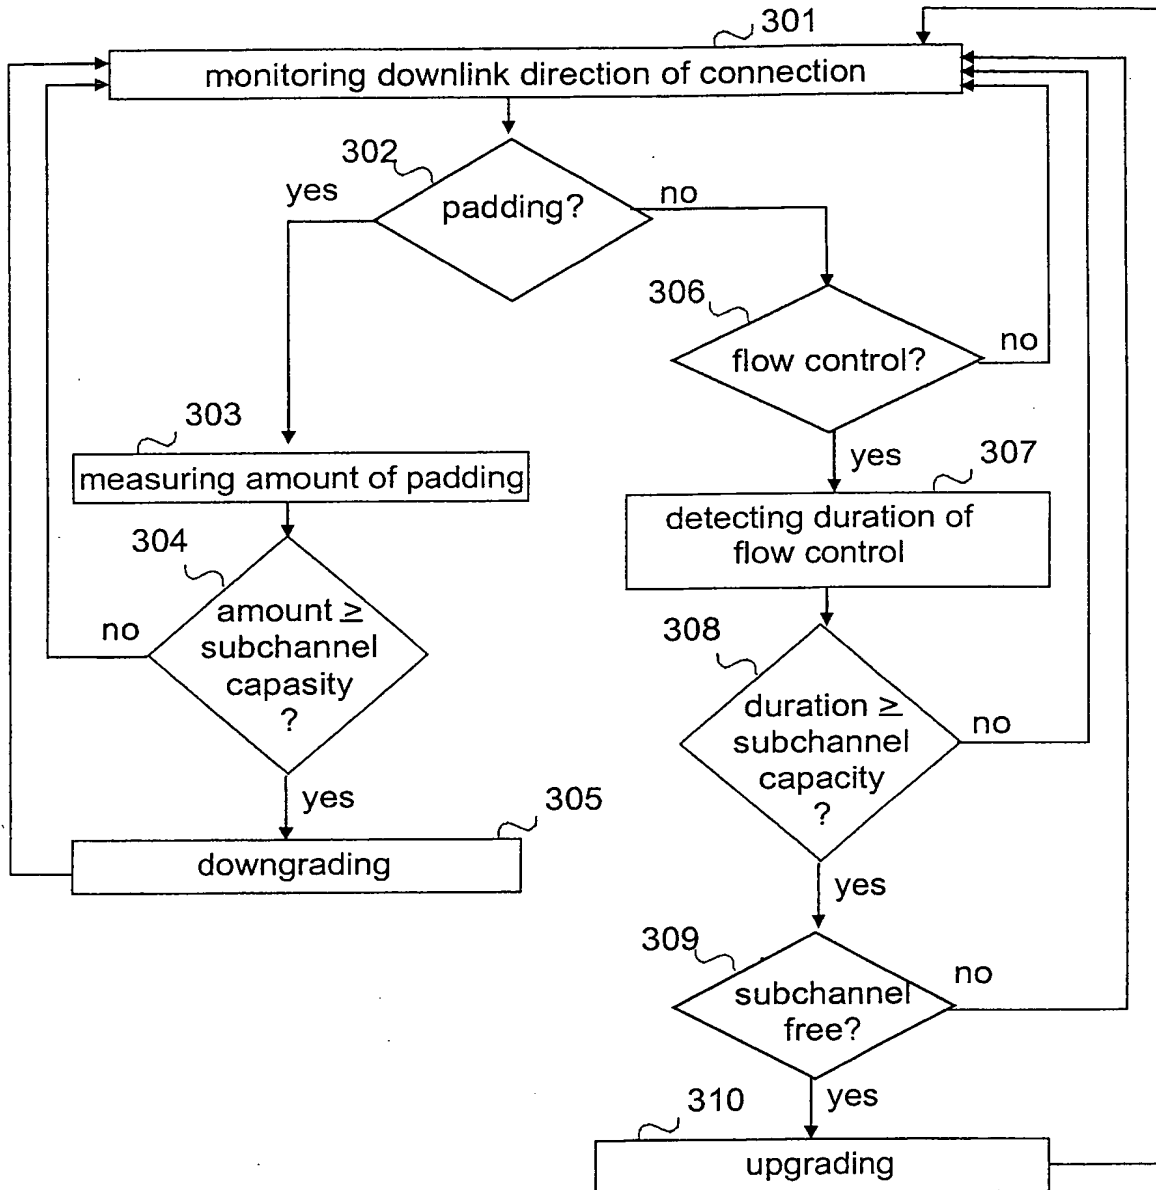 301
monitoring downlink direction of connection
302
yes
padding?
no
306
flow control?
no
303
yes
307
measuring amount of padding
detecting duration of
flow control
304
amount ≥
subchannel
capasity
?
no
308
duration ≥
subchannel
capacity
?
no
yes
305
downgrading
yes
309
subchannel
free?
no
yes
310
upgrading